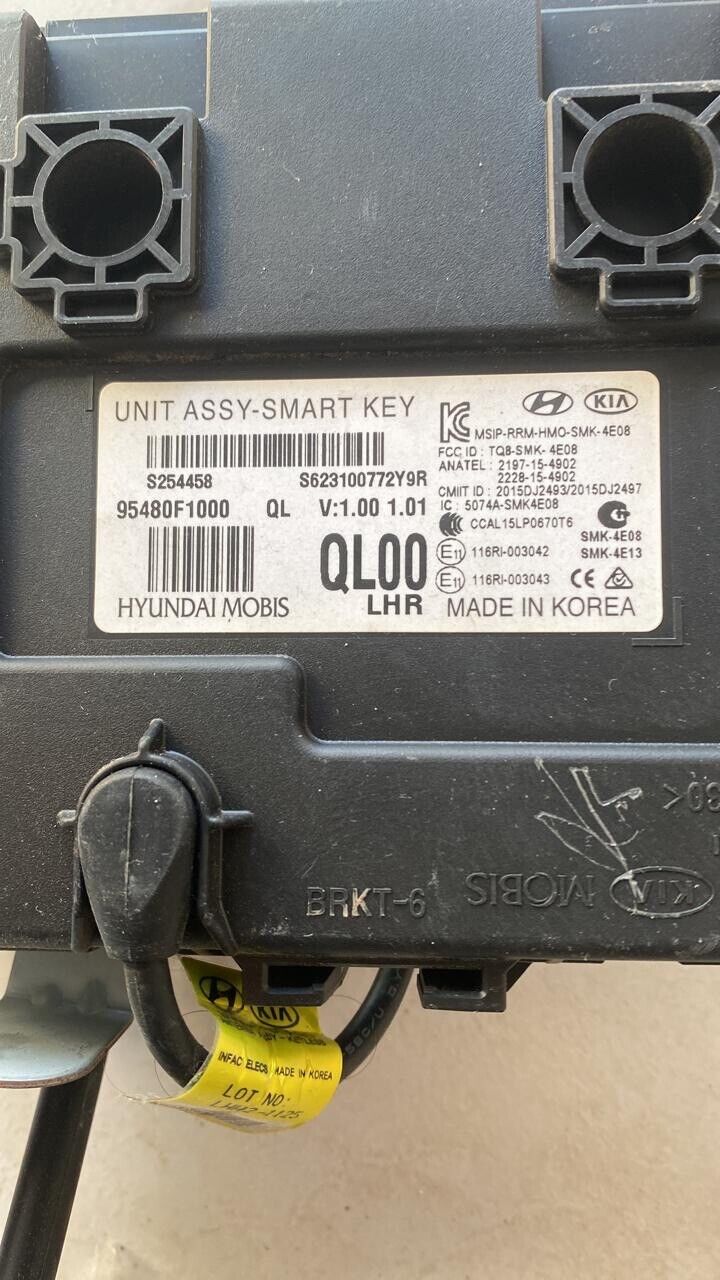 UNIT ASSY-SMART KEY
S254458 S623100772Y9R
95480F1000 QL V:1.00 1.01
QL00
LHR
HYUNDAI MOBIS
KIA
MSIP-RRM-HMO-SMK-4E08
FCC ID : TQ8-SMK- 4E08
ANATEL : 2197-15-4902
2228-15-4902
CMIIT ID : 2015DJ2493/2015DJ2497
IC : 5074A-SMK4E08
CCAL15LP0670T6
SMK-4E08
SMK-4E13
E11 116RI-003042
E11 116RI-003043
CE
MADE IN KOREA
30<
BRKT-6
MOBIS KIA
KIA
INFAC ELECS MADE IN KOREA
LOT NO: